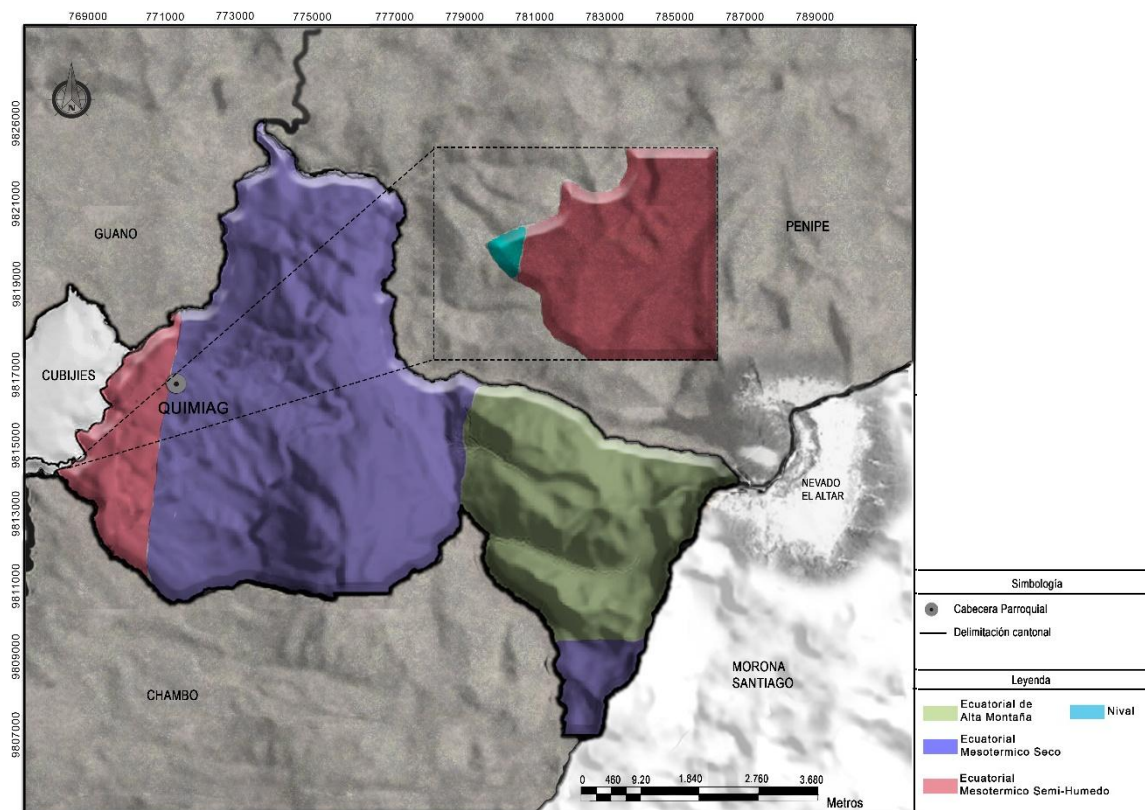 769000 771000 773000 775000 777000 779000 781000 783000 785000 787000 789000
9826000
9821000
9819000
9817000
9815000
9813000
9811000
9809000
9807000
N
GUANO
PENIPE
CUBIJIES
QUIMIAG
NEVADO
EL ALTAR
CHAMBO
MORONA
SANTIAGO
0 460 9.20 1.840 2.760 3.680
Metros
Simbología
Cabecera Parroquial
Delimitación cantonal
Leyenda
Ecuatorial de
Alta Montaña
Nival
Ecuatorial
Mesotermico Seco
Ecuatorial
Mesotermico Semi-Humedo